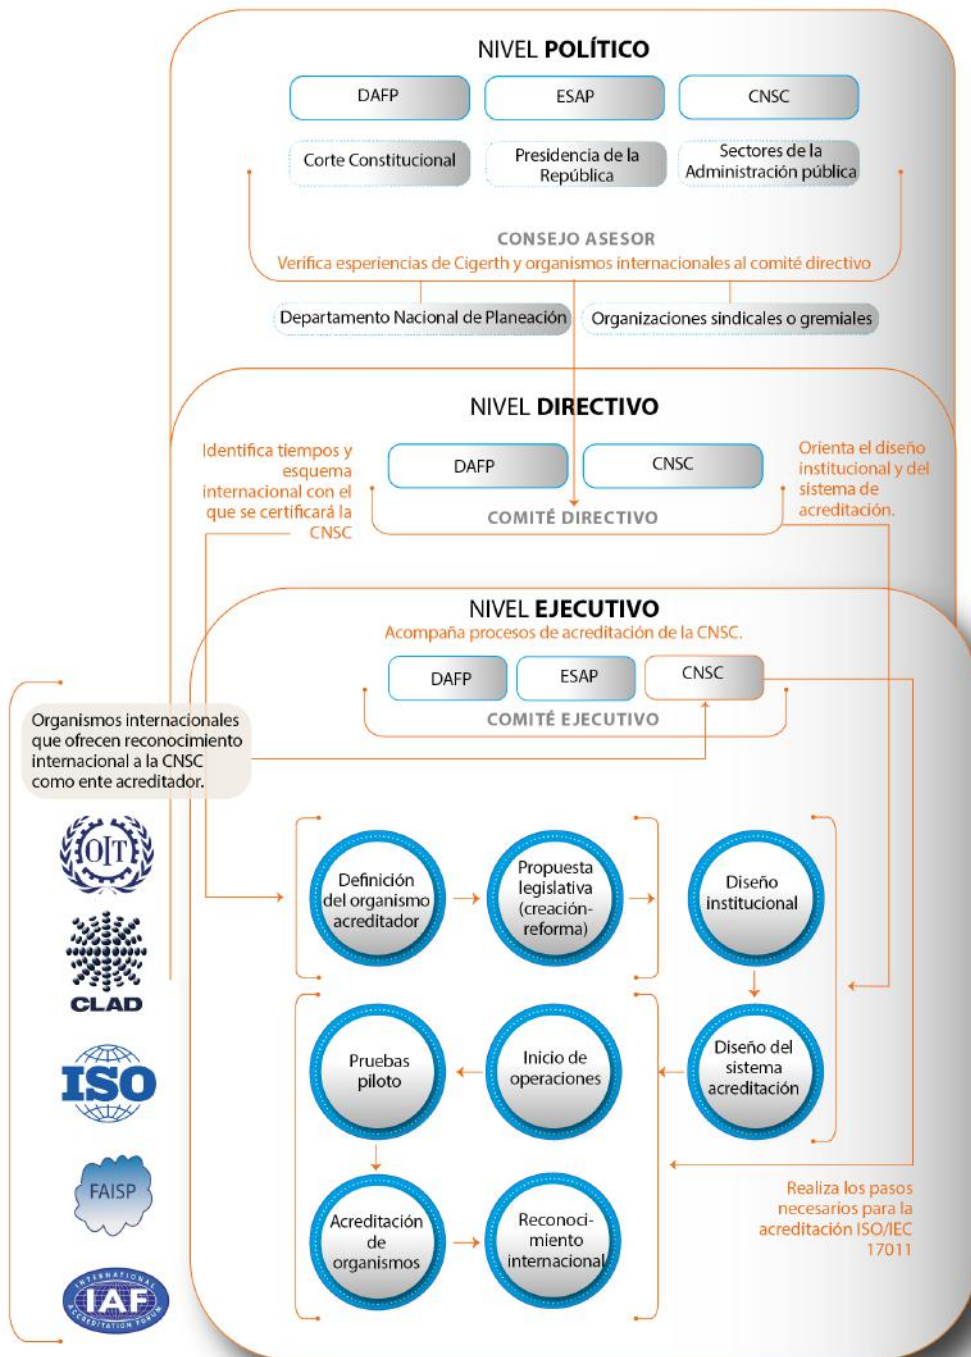 NIVEL POLÍTICO
DAFP
ESAP
CNSC
Corte Constitucional
Presidencia de la
República
Sectores de la
Administración pública
CONSEJO ASESOR
Verifica esperiencias de Cigerth y organismos internacionales al comité directivo
Departamento Nacional de Planeación
Organizaciones sindicales o gremiales
NIVEL DIRECTIVO
Identifica tiempos y
esquema
internacional con el
que se certificará la
CNSC
DAFP
CNSC
COMITÉ DIRECTIVO
Orienta el diseño
institucional y del
sistema de
acreditación.
NIVEL EJECUTIVO
Acompaña procesos de acreditación de la CNSC.
DAFP
ESAP
CNSC
COMITÉ EJECUTIVO
Organismos internacionales
que ofrecen reconocimiento
internacional a la CNSC
como ente acreditador.
OIT
CLAD
ISO
FAISP
INTERNATIONAL
IAF
ACCREDITATION FORUM
Definición
del organismo
acreditador
Propuesta
legislativa
(creación-
reforma)
Diseño
institucional
Pruebas
piloto
Inicio de
operaciones
Diseño del
sistema
acreditación
Acreditación
de
organismos
Reconoci-
miento
internacional
Realiza los pasos
necesarios para la
acreditación ISO/IEC
17011